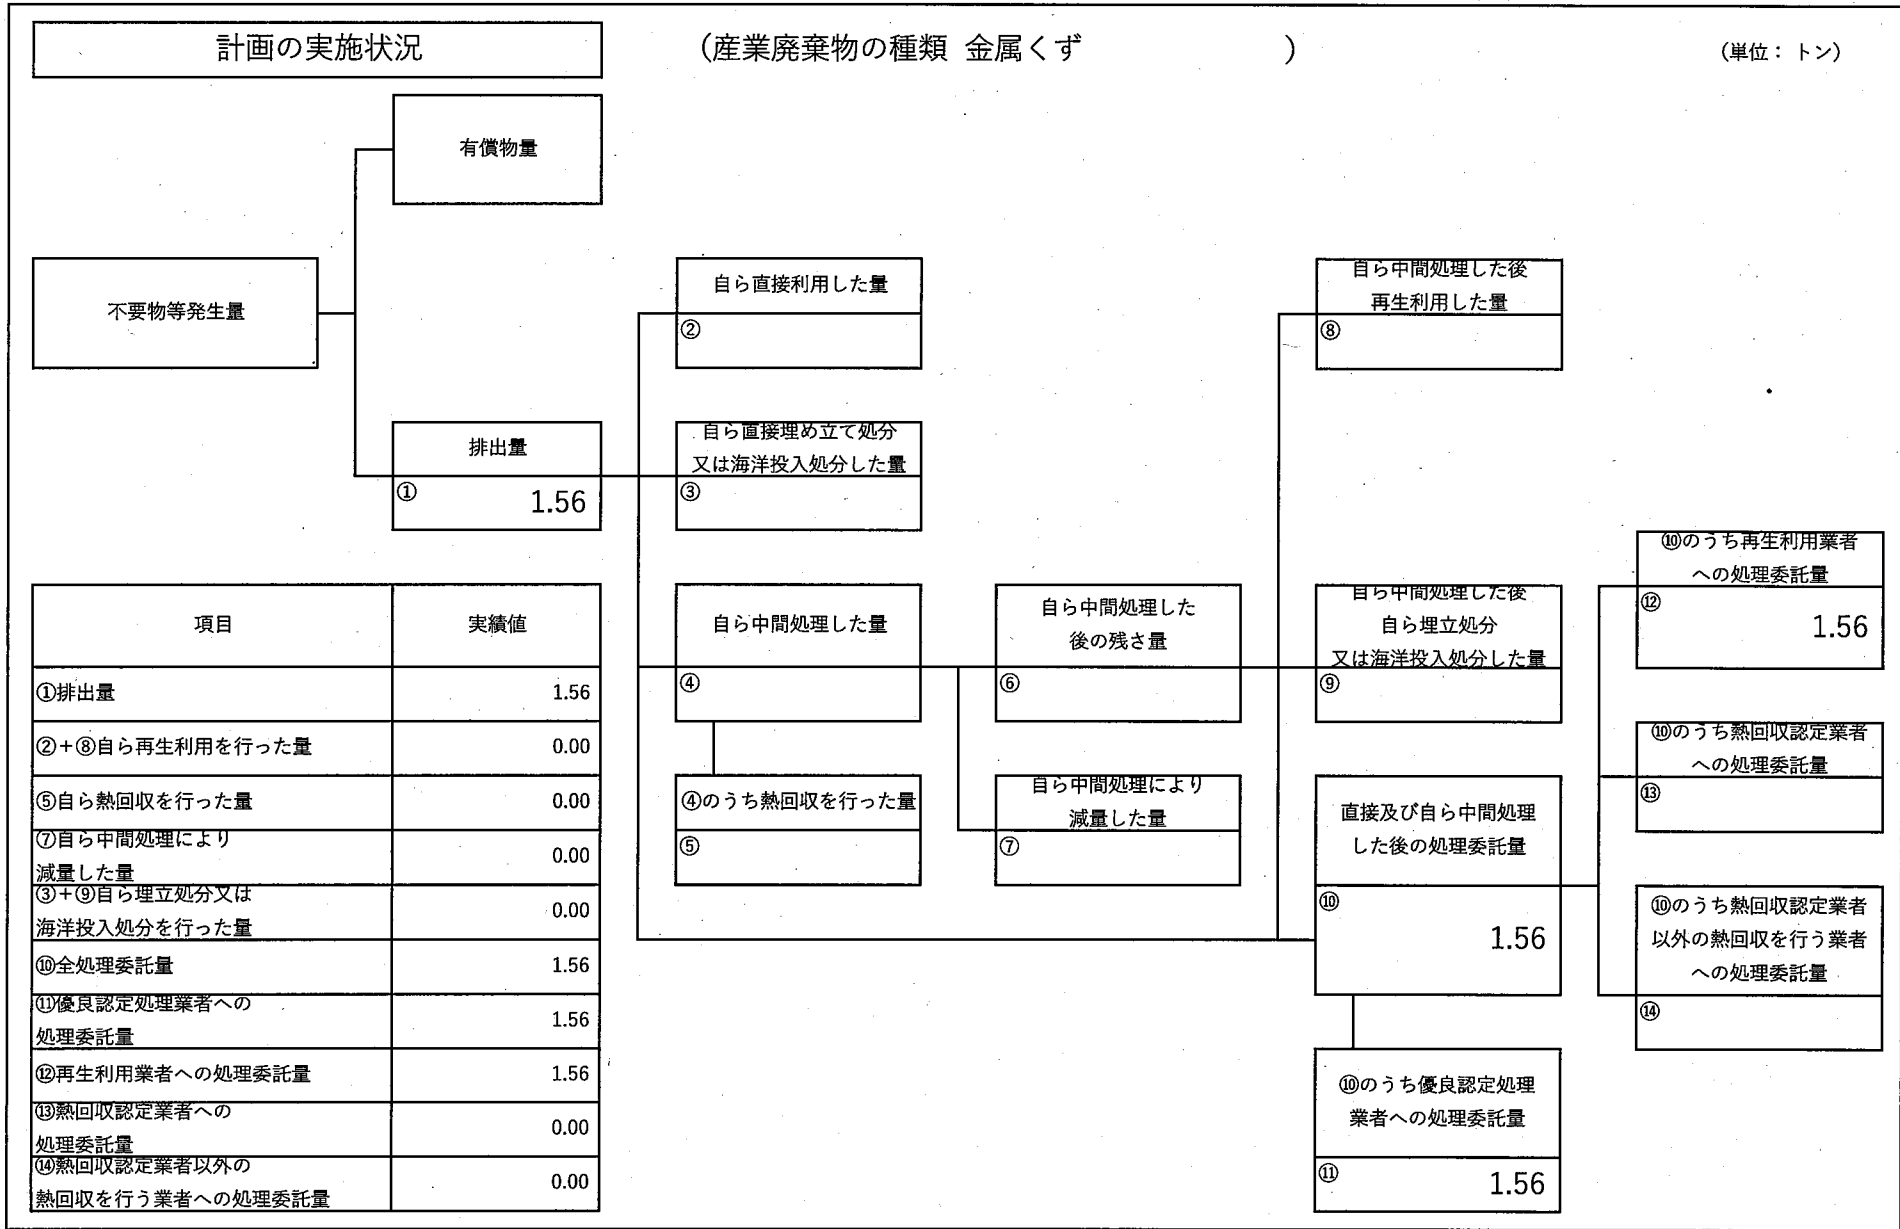 計画の実施状況
(産業廃棄物の種類 金属くず )
(単位: トン)
有償物量
不要物等発生量
排出量
① 1.56
自ら直接利用した量
②
自ら直接埋め立て処分
又は海洋投入処分した量
③
自ら中間処理した量
④
④のうち熱回収を行った量
⑤
自ら中間処理した
後の残さ量
⑥
自ら中間処理により
減量した量
⑦
自ら中間処理した後
再生利用した量
⑧
自ら中間処理した後
自ら埋立処分
又は海洋投入処分した量
⑨
直接及び自ら中間処理
した後の処理委託量
⑩
1.56
⑩のうち優良認定処理
業者への処理委託量
⑪ 1.56
⑩のうち再生利用業者
への処理委託量
⑫
1.56
⑩のうち熱回収認定業者
への処理委託量
⑬
⑩のうち熱回収認定業者
以外の熱回収を行う業者
への処理委託量
⑭
項目 実績値
①排出量 1.56
②+⑧自ら再生利用を行った量 0.00
⑤自ら熱回収を行った量 0.00
⑦自ら中間処理により
減量した量 0.00
③+⑨自ら埋立処分又は
海洋投入処分を行った量 0.00
⑩全処理委託量 1.56
⑪優良認定処理業者への
処理委託量 1.56
⑫再生利用業者への処理委託量 1.56
⑬熱回収認定業者への
処理委託量 0.00
⑭熱回収認定業者以外の
熱回収を行う業者への処理委託量 0.00